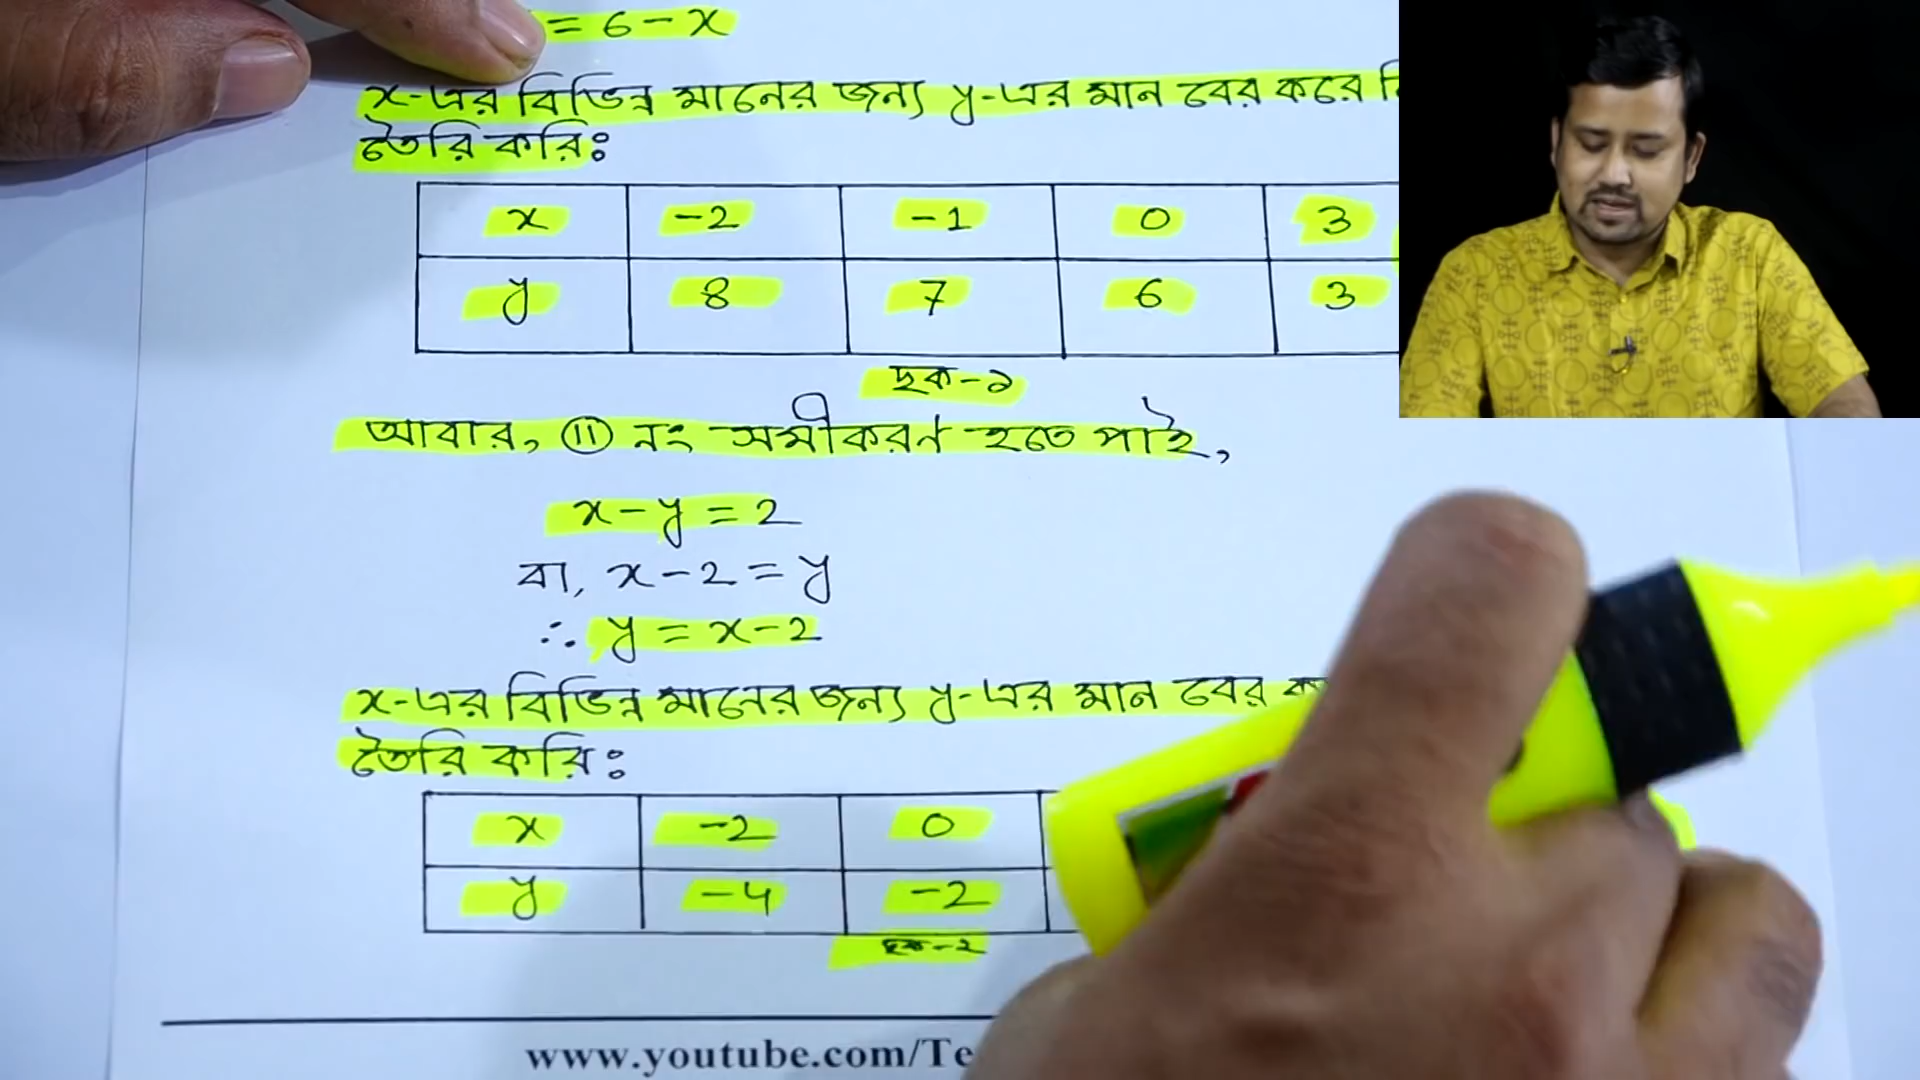 = 6 - x
x-এর বিভিন্ন মানের জন্য y-এর মান বের করে
তৈরি করি:
x -2 -1 0 3
y 8 7 6 3
ছক-১
আবার, (ii) নং সমীকরণ হতে পাই,
x - y = 2
বা, x - 2 = y
∴ y = x - 2
x-এর বিভিন্ন মানের জন্য y-এর মান বের
তৈরি করি:
x -2 0
y -4 -2
ছক-২
www.youtube.com/Te